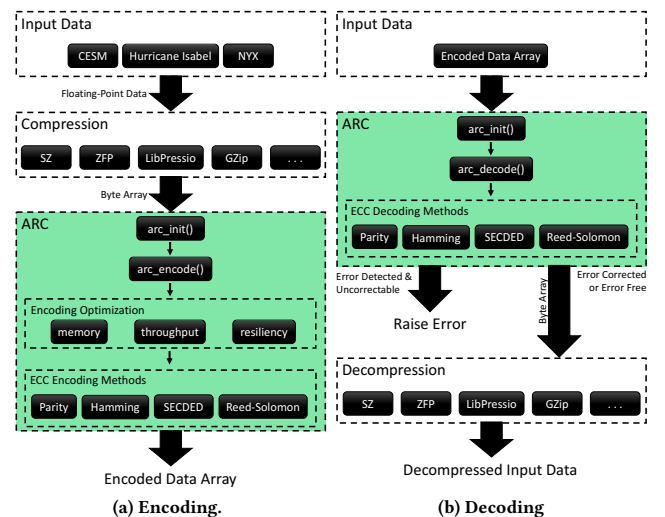 Input Data
CESM
Hurricane Isabel
NYX
Floating-Point Data
Compression
SZ
ZFP
LibPressio
GZip
. . .
Byte Array
ARC
arc_init()
arc_encode()
Encoding Optimization
memory
throughput
resiliency
ECC Encoding Methods
Parity
Hamming
SECDED
Reed-Solomon
Encoded Data Array
(a) Encoding.
Input Data
Encoded Data Array
ARC
arc_init()
arc_decode()
ECC Decoding Methods
Parity
Hamming
SECDED
Reed-Solomon
Error Detected &
Uncorrectable
Raise Error
Byte Array
Error Corrected
or Error Free
Decompression
SZ
ZFP
LibPressio
GZip
. . .
Decompressed Input Data
(b) Decoding